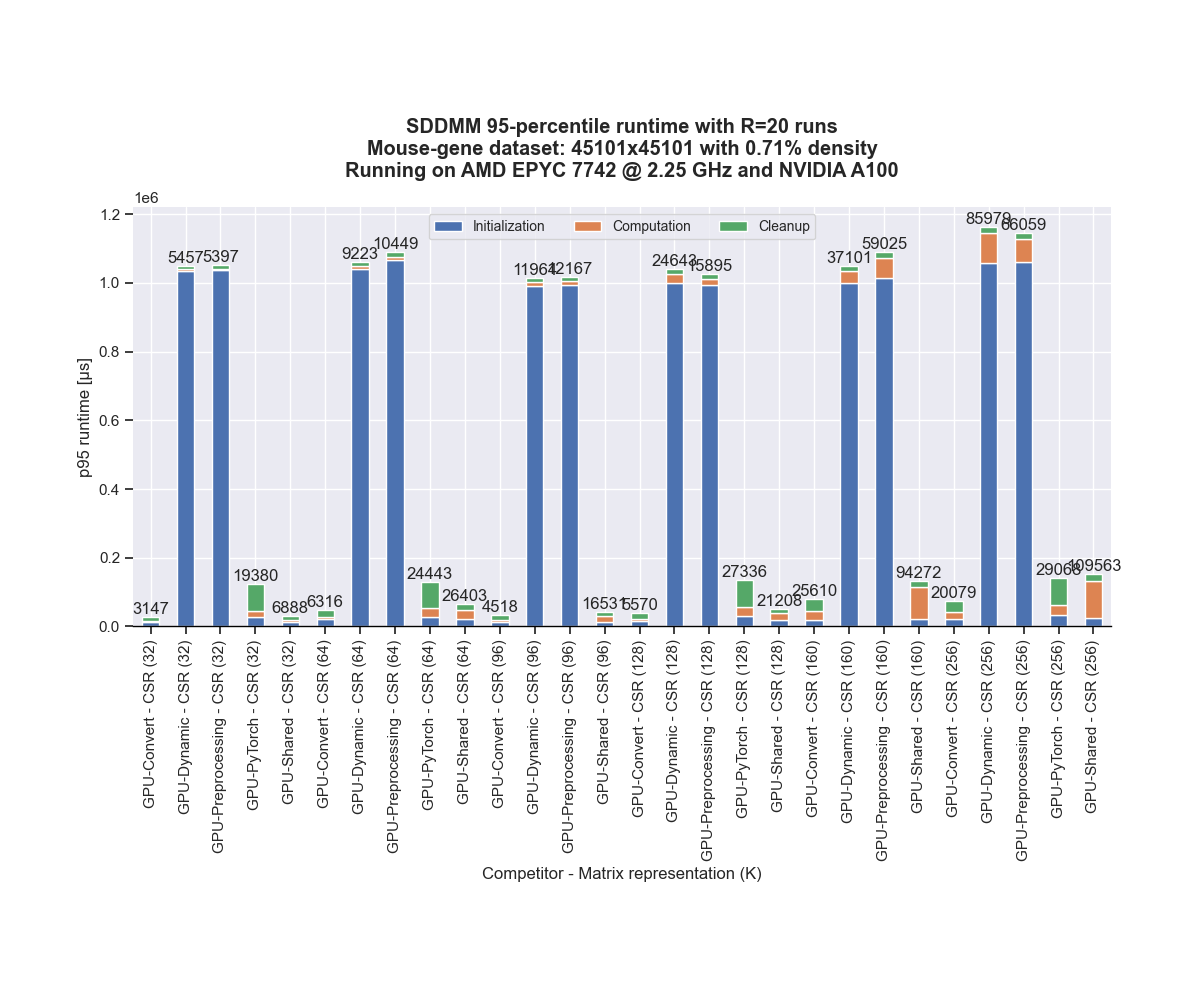 SDDMM 95-percentile runtime with R=20 runs
Mouse-gene dataset: 45101x45101 with 0.71% density
Running on AMD EPYC 7742 @ 2.25 GHz and NVIDIA A100
1e6
Initialization
Computation
Cleanup
p95 runtime [µs]
1.2
1.0
0.8
0.6
0.4
0.2
0.0
3147
5457
5397
19380
6888
6316
9223
10449
24443
26403
4518
11964
12167
16531
5570
24643
15895
27336
21208
25610
37101
59025
94272
20079
85979
66059
29068
109563
GPU-Convert - CSR (32)
GPU-Dynamic - CSR (32)
GPU-Preprocessing - CSR (32)
GPU-PyTorch - CSR (32)
GPU-Shared - CSR (32)
GPU-Convert - CSR (64)
GPU-Dynamic - CSR (64)
GPU-Preprocessing - CSR (64)
GPU-PyTorch - CSR (64)
GPU-Shared - CSR (64)
GPU-Convert - CSR (96)
GPU-Dynamic - CSR (96)
GPU-Preprocessing - CSR (96)
GPU-Shared - CSR (96)
GPU-Convert - CSR (128)
GPU-Dynamic - CSR (128)
GPU-Preprocessing - CSR (128)
GPU-PyTorch - CSR (128)
GPU-Shared - CSR (128)
GPU-Convert - CSR (160)
GPU-Dynamic - CSR (160)
GPU-Preprocessing - CSR (160)
GPU-Shared - CSR (160)
GPU-Convert - CSR (256)
GPU-Dynamic - CSR (256)
GPU-Preprocessing - CSR (256)
GPU-PyTorch - CSR (256)
GPU-Shared - CSR (256)
Competitor - Matrix representation (K)